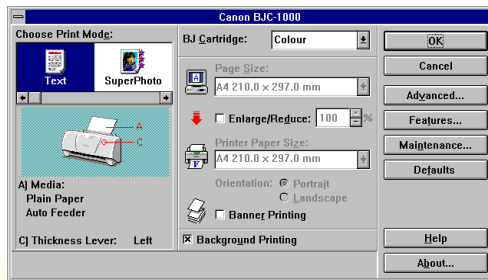 Canon BJC-1000
Choose Print Mode:
Text
SuperPhoto
A
C
A) Media:
Plain Paper
Auto Feeder
C) Thickness Lever: Left
BJ Cartridge: Colour
Page Size:
A4 210.0 x 297.0 mm
Enlarge/Reduce: 100 %
Printer Paper Size:
A4 210.0 x 297.0 mm
Orientation: Portrait
Landscape
Banner Printing
Background Printing
OK
Cancel
Advanced...
Features...
Maintenance...
Defaults
Help
About...